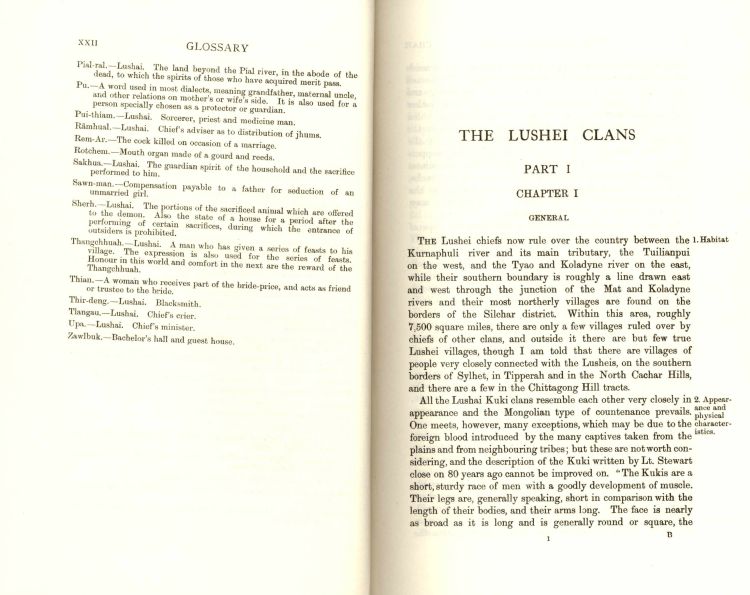 XXII
GLOSSARY
Pial-ral.—Lushai. The land beyond the Pial river, in the abode of the
dead, to which the spirits of those who have acquired merit pass.
Pu.—A word used in most dialects, meaning grandfather, maternal uncle,
and other relations on mother's or wife's side. It is also used for a
person specially chosen as a protector or guardian.
Pui-thiam.—Lushai. Sorcerer, priest and medicine man.
Rāmhual.—Lushai. Chief's adviser as to distribution of jhums.
Rem-Ar.—The cock killed on occasion of a marriage.
Rotchem.—Mouth organ made of a gourd and reeds.
Sakhua.—Lushai. The guardian spirit of the household and the sacrifice
performed to him.
Sawn-man.—Compensation payable to a father for seduction of an
unmarried girl.
Sherh.—Lushai. The portions of the sacrificed animal which are offered
to the demon. Also the state of a house for a period after the
performing of certain sacrifices, during which the entrance of
outsiders is prohibited.
Thangchhuah.—Lushai. A man who has given a series of feasts to his
village. The expression is also used for the series of feasts.
Honour in this world and comfort in the next are the reward of the
Thangchhuah.
Thian.—A woman who receives part of the bride-price, and acts as friend
or trustee to the bride.
Thir-deng.—Lushai. Blacksmith.
Tlangau.—Lushai. Chief's crier.
Upa.—Lushai. Chief's minister.
Zawlbuk.—Bachelor's hall and guest house.
THE LUSHEI CLANS
PART I
CHAPTER I
GENERAL
THE Lushei chiefs now rule over the country between the 1. Habitat
Kurnaphuli river and its main tributary, the Tuilianpui
on the west, and the Tyao and Koladyne river on the east,
while their southern boundary is roughly a line drawn east
and west through the junction of the Mat and Koladyne
rivers and their most northerly villages are found on the
borders of the Silchar district. Within this area, roughly
7,500 square miles, there are only a few villages ruled over by
chiefs of other clans, and outside it there are but few true
Lushei villages, though I am told that there are villages of
people very closely connected with the Lusheis, on the southern
borders of Sylhet, in Tipperah and in the North Cachar Hills,
and there are a few in the Chittagong Hill tracts.
All the Lushai Kuki clans resemble each other very closely in 2. Appear-
appearance and the Mongolian type of countenance prevails. ance and
physical
One meets, however, many exceptions, which may be due to the character-
foreign blood introduced by the many captives taken from the istics.
plains and from neighbouring tribes; but these are not worth con-
sidering, and the description of the Kuki written by Lt. Stewart
close on 80 years ago cannot be improved on. "The Kukis are a
short, sturdy race of men with a goodly development of muscle.
Their legs are, generally speaking, short in comparison with the
length of their bodies, and their arms long. The face is nearly
as broad as it is long and is generally round or square, the
1 B